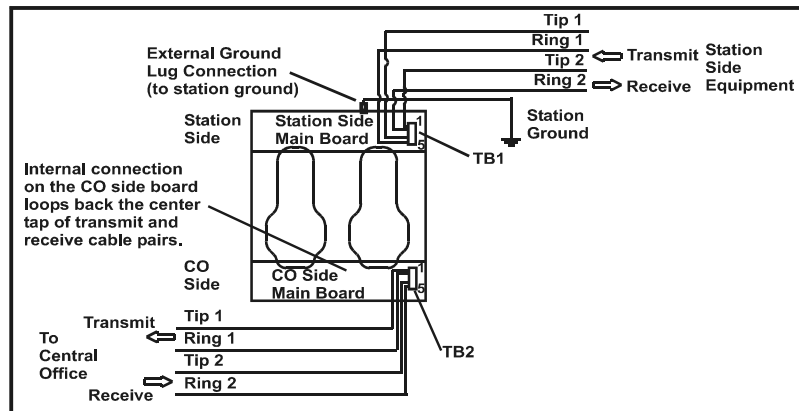 Tip 1
Ring 1
Tip 2
Ring 2
Transmit
Receive
Station
Side
Equipment
External Ground
Lug Connection
(to station ground)
Station
Side
Station Side
Main Board
1
5
TB1
Station
Ground
Internal connection
on the CO side board
loops back the center
tap of transmit and
receive cable pairs.
CO
Side
CO Side
Main Board
1
5
TB2
Transmit
To
Central
Office
Receive
Tip 1
Ring 1
Tip 2
Ring 2